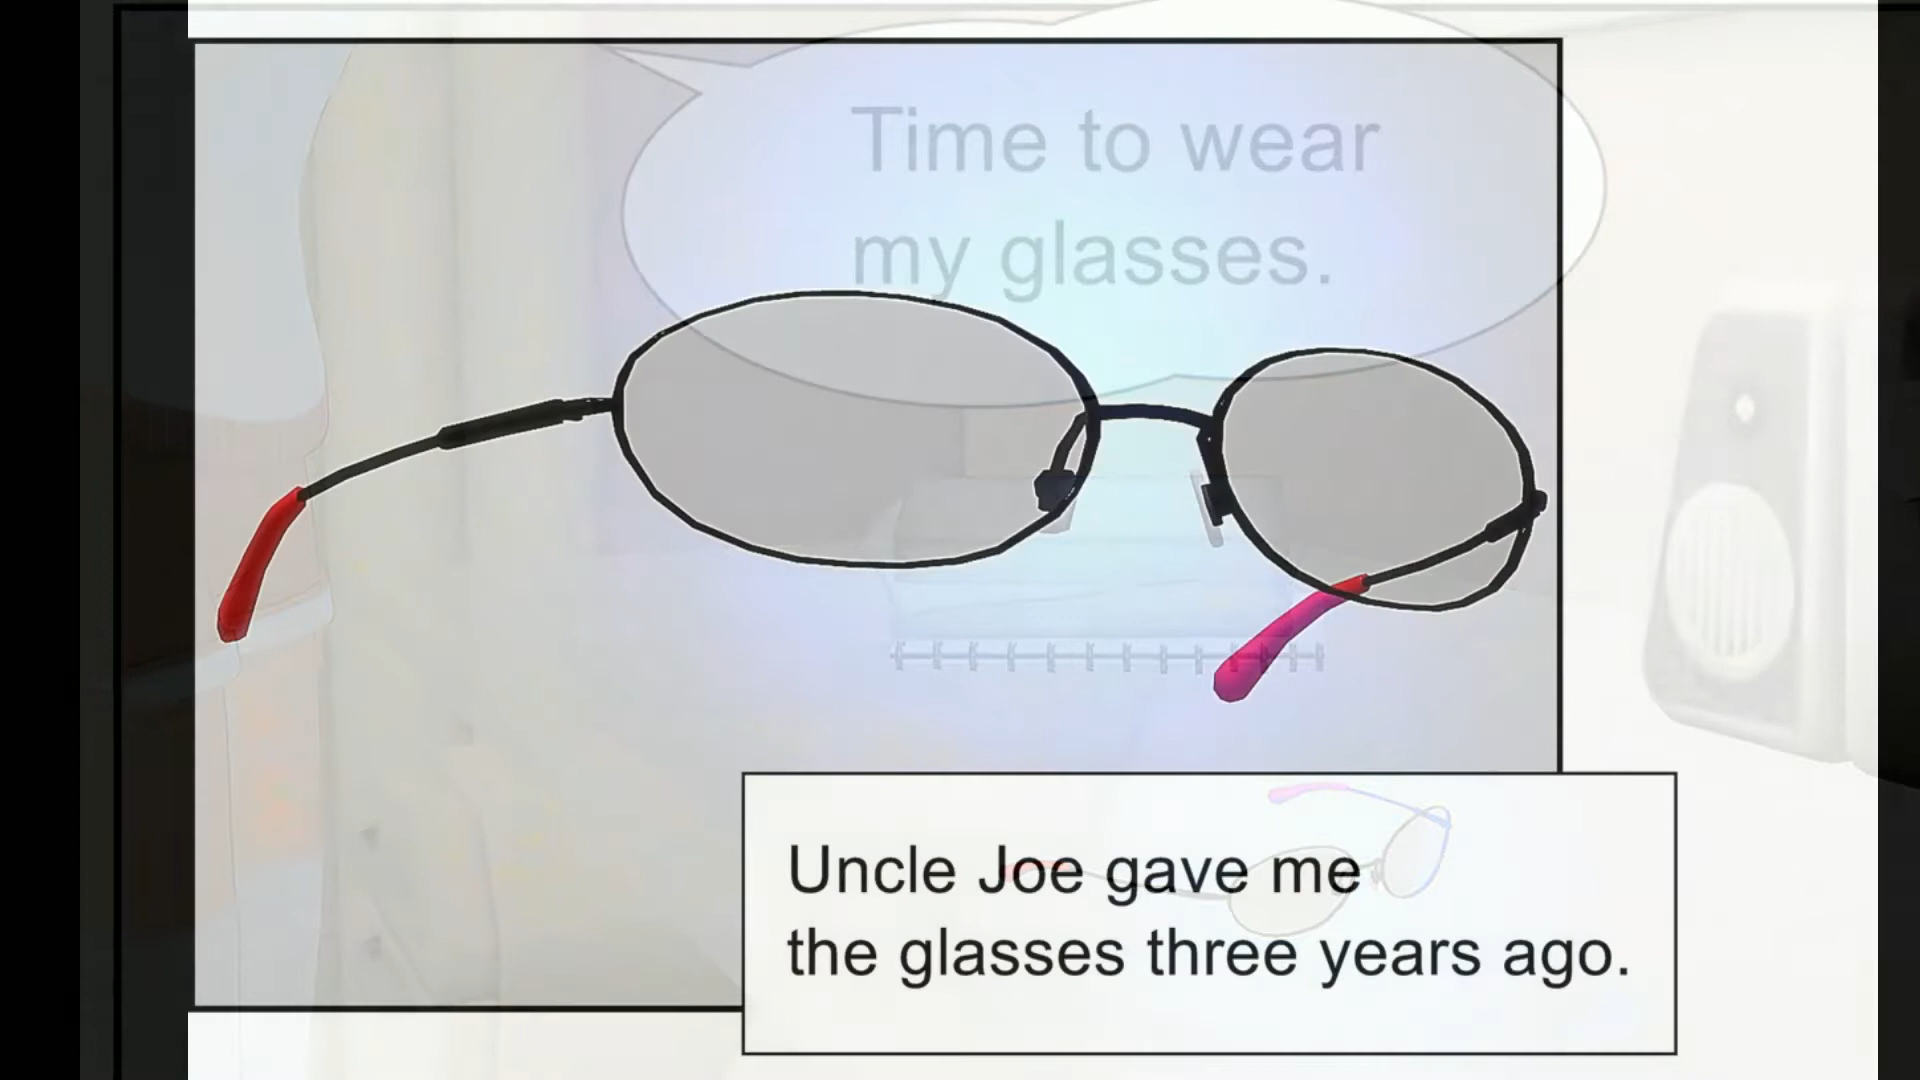 Time to wear
my glasses.
Uncle Joe gave me
the glasses three years ago.